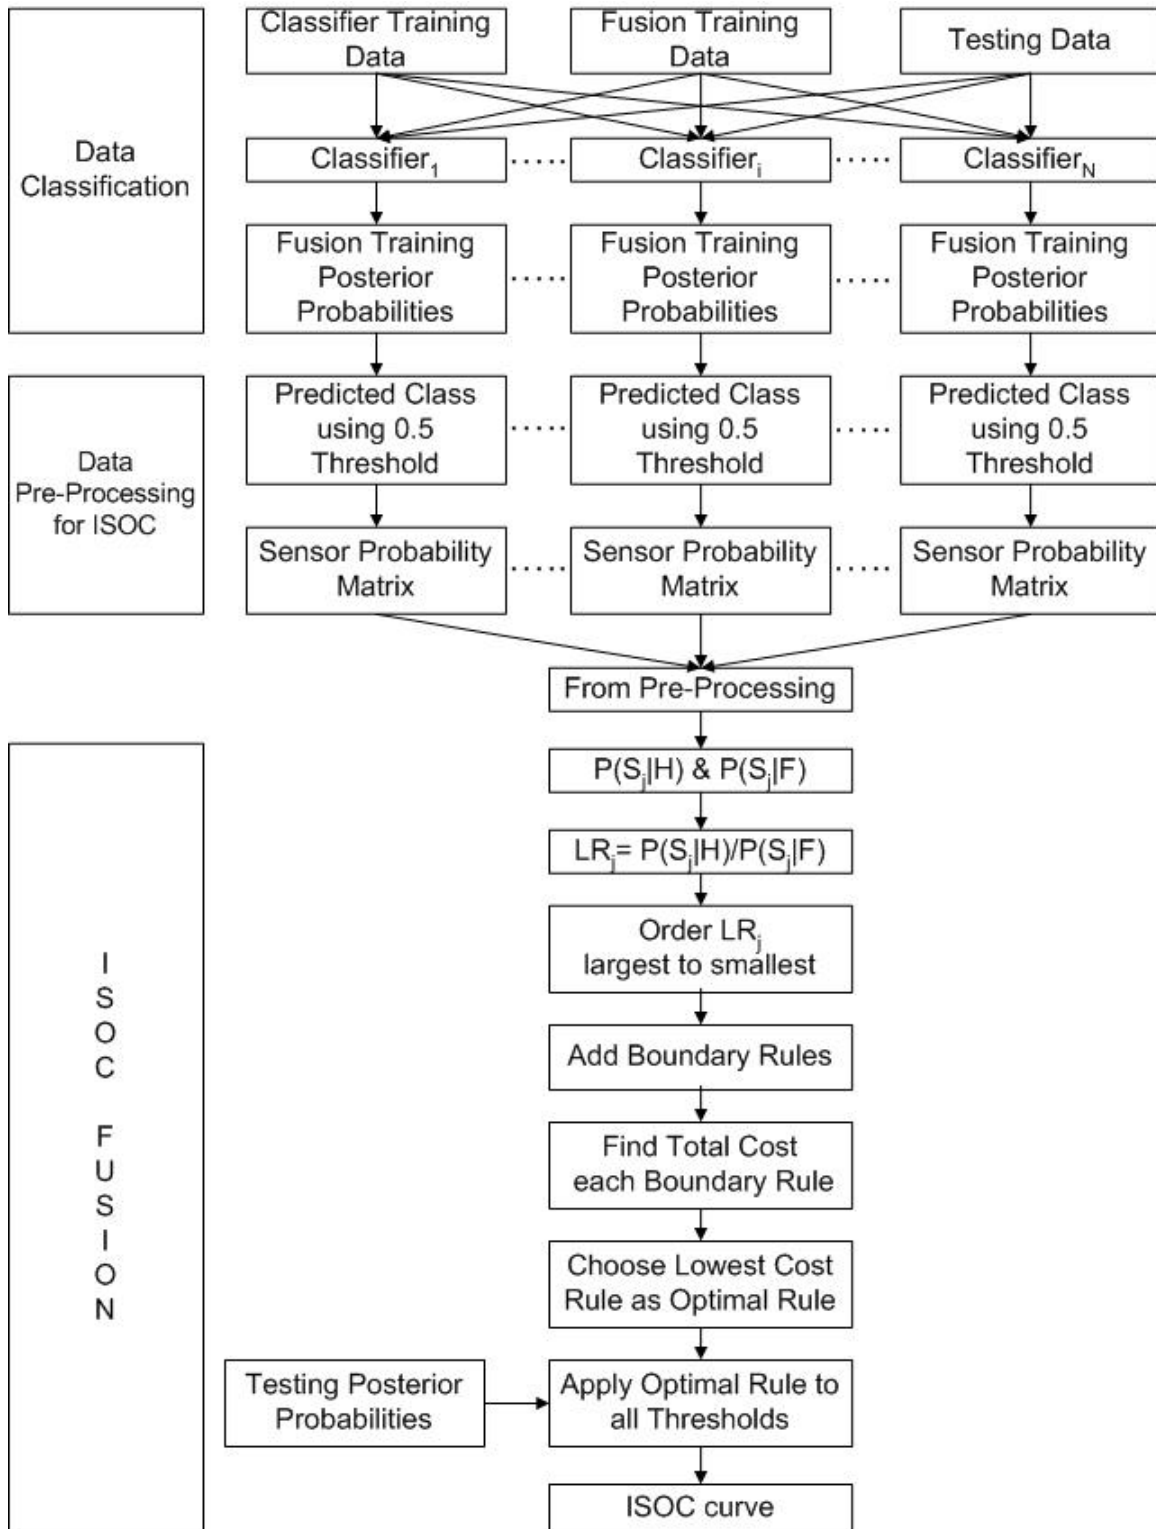 Classifier Training
Data
Fusion Training
Data
Testing Data
Data
Classification
Classifier₁
.....
Classifierᵢ
.....
Classifier_N
Fusion Training
Posterior
Probabilities
.....
Fusion Training
Posterior
Probabilities
.....
Fusion Training
Posterior
Probabilities
Data
Pre-Processing
for ISOC
Predicted Class
using 0.5
Threshold
.....
Predicted Class
using 0.5
Threshold
.....
Predicted Class
using 0.5
Threshold
Sensor Probability
Matrix
.....
Sensor Probability
Matrix
.....
Sensor Probability
Matrix
From Pre-Processing
I
S
O
C
F
U
S
I
O
N
P(Sⱼ|H) & P(Sⱼ|F)
LRⱼ= P(Sⱼ|H)/P(Sⱼ|F)
Order LRⱼ
largest to smallest
Add Boundary Rules
Find Total Cost
each Boundary Rule
Choose Lowest Cost
Rule as Optimal Rule
Testing Posterior
Probabilities
Apply Optimal Rule to
all Thresholds
ISOC curve